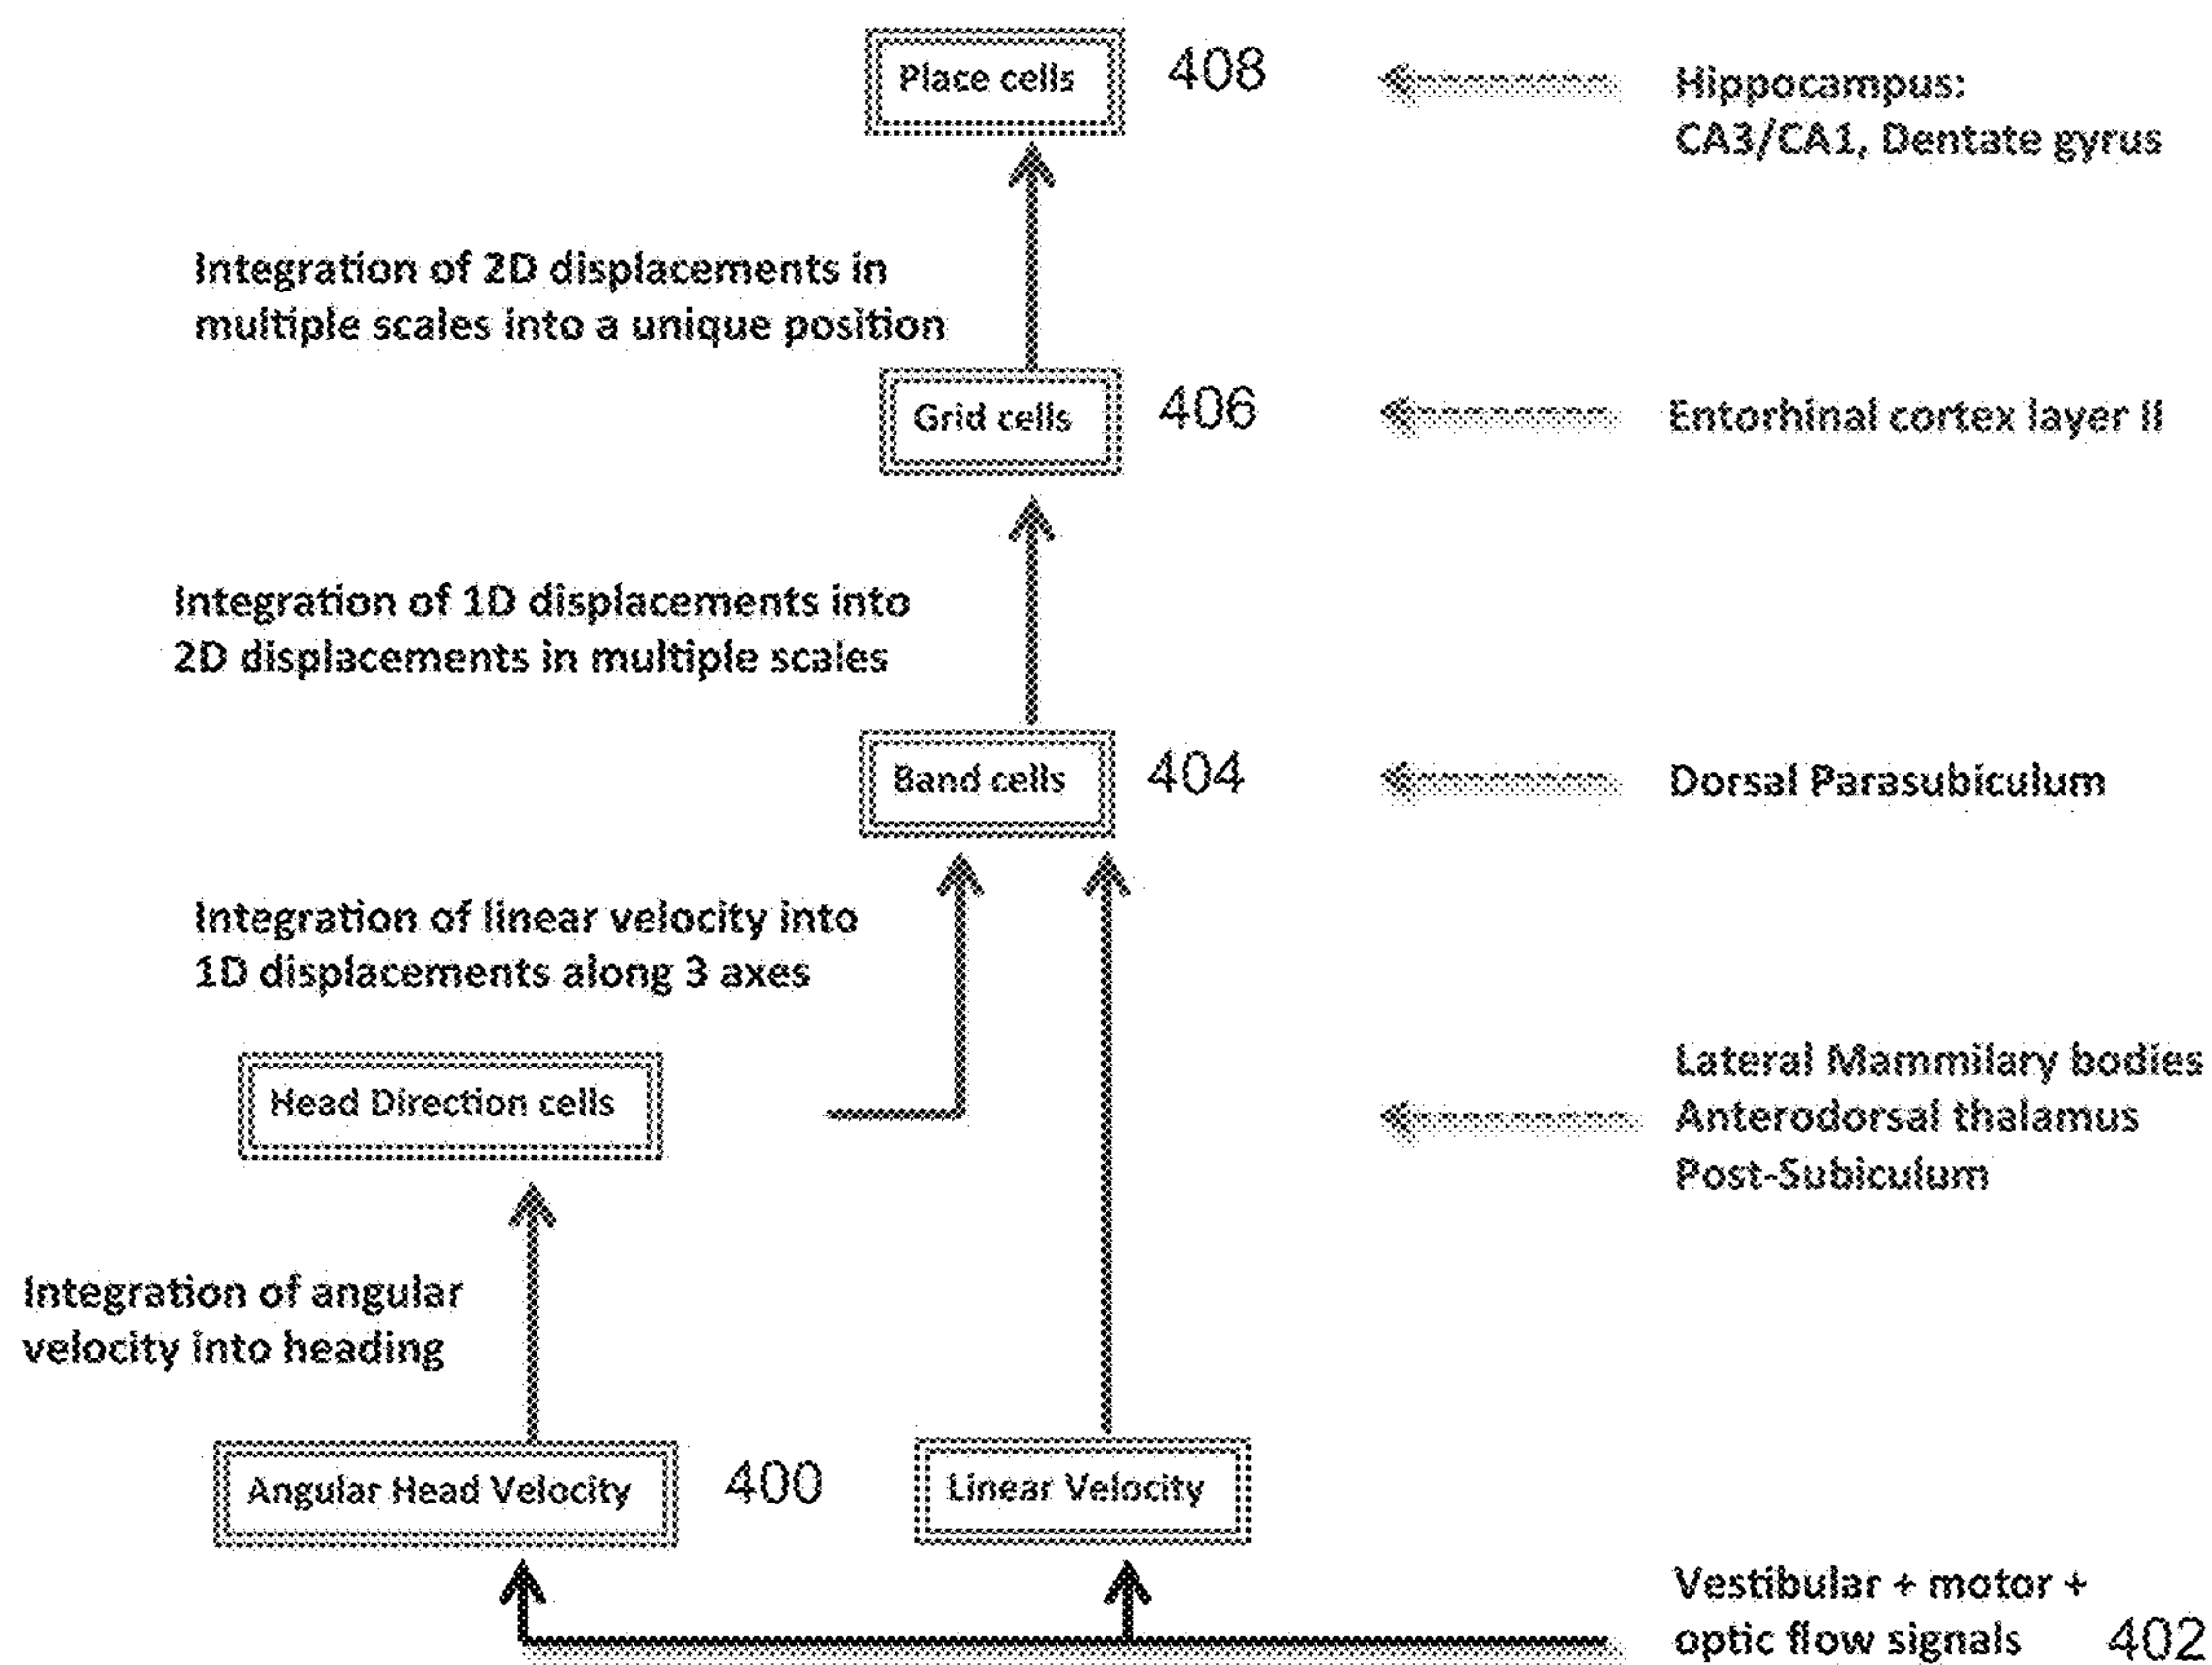 Place cells
408
Hippocampus:
CA3/CA1, Dentate gyrus
Integration of 2D displacements in
multiple scales into a unique position
Grid cells
406
Entorhinal cortex layer II
Integration of 1D displacements into
2D displacements in multiple scales
Band cells
404
Dorsal Parasubiculum
Integration of linear velocity into
1D displacements along 3 axes
Head Direction cells
Lateral Mammilary bodies
Anterodorsal thalamus
Post-Subiculum
Integration of angular
velocity into heading
Angular Head Velocity
400
Linear Velocity
Vestibular + motor +
optic flow signals
402